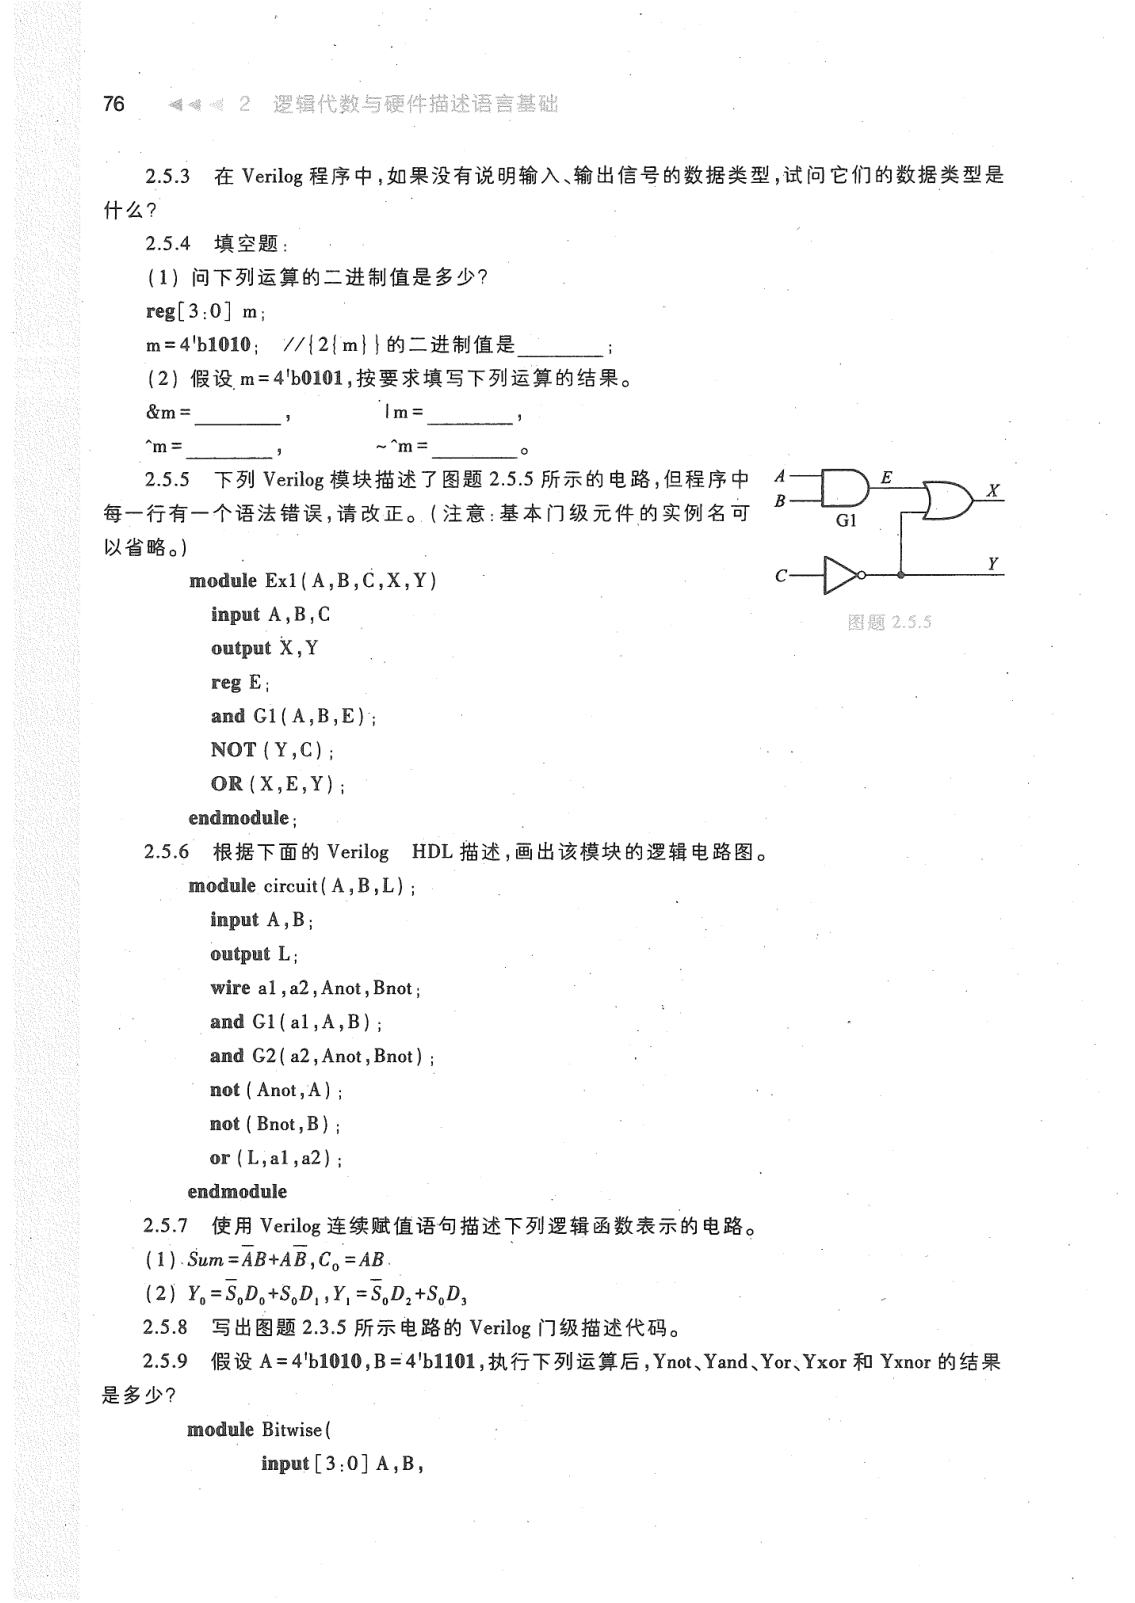 76 2 逻辑代数与硬件描述语言基础
2.5.3 在 Verilog 程序中,如果没有说明输入、输出信号的数据类型,试问它们的数据类型是
什么?
2.5.4 填空题:
(1) 问下列运算的二进制值是多少?
reg[3:0] m;
m=4'b1010; //{2{m}}的二进制值是________;
(2) 假设 m=4'b0101,按要求填写下列运算的结果。
&m=________, |m=________,
^m=________, ~^m=________。
2.5.5 下列 Verilog 模块描述了图题 2.5.5 所示的电路,但程序中
每一行有一个语法错误,请改正。(注意:基本门级元件的实例名可
以省略。)
A
B
E
X
G1
C
Y
图题 2.5.5
module Ex1(A,B,C,X,Y)
input A,B,C
output X,Y
reg E;
and G1(A,B,E);
NOT (Y,C);
OR (X,E,Y);
endmodule;
2.5.6 根据下面的 Verilog HDL 描述,画出该模块的逻辑电路图。
module circuit(A,B,L);
input A,B;
output L;
wire a1,a2,Anot,Bnot;
and G1(a1,A,B);
and G2(a2,Anot,Bnot);
not (Anot,A);
not (Bnot,B);
or (L,a1,a2);
endmodule
2.5.7 使用 Verilog 连续赋值语句描述下列逻辑函数表示的电路。
(1) Sum=A̅B+AB̅,Cₒ=AB
(2) Y₀=S̅₀D₀+S₀D₁,Y₁=S̅₀D₂+S₀D₃
2.5.8 写出图题 2.3.5 所示电路的 Verilog 门级描述代码。
2.5.9 假设 A=4'b1010,B=4'b1101,执行下列运算后,Ynot、Yand、Yor、Yxor 和 Yxnor 的结果
是多少?
module Bitwise(
input[3:0] A,B,